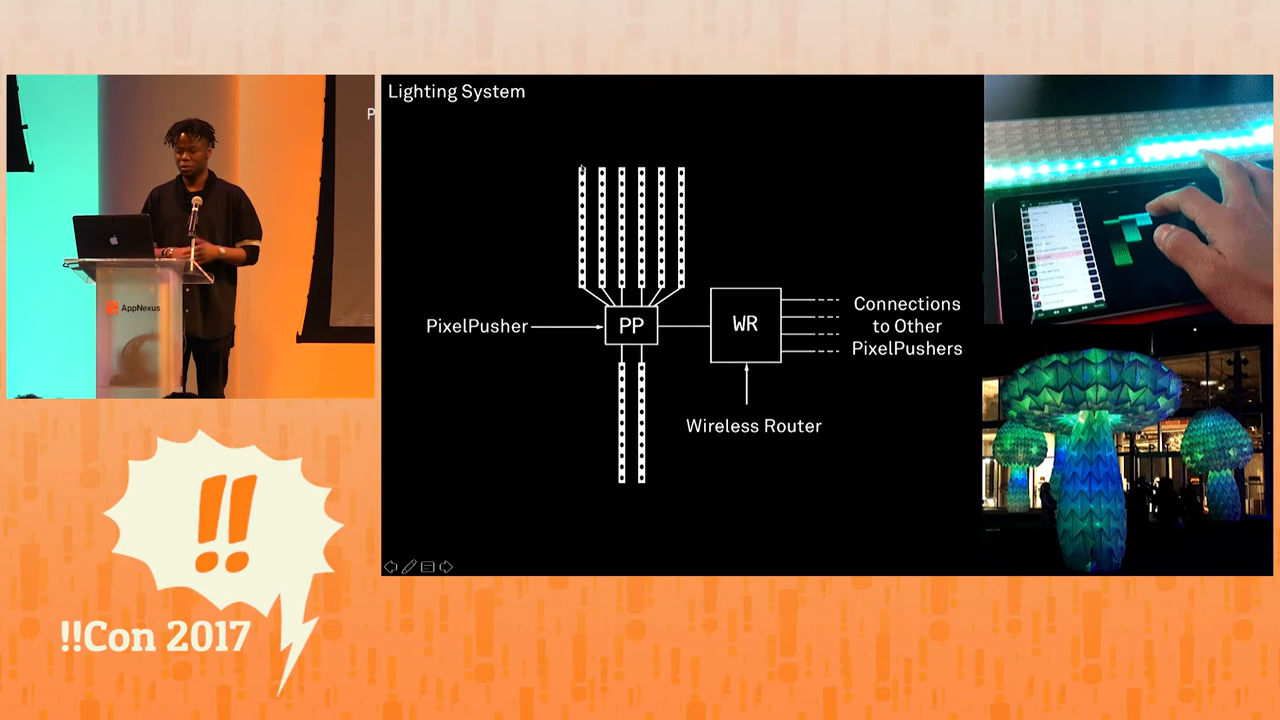 P
Lighting System
PixelPusher
PP
WR
Connections
to Other
PixelPushers
Wireless Router
AppNexus
!!
!!Con 2017